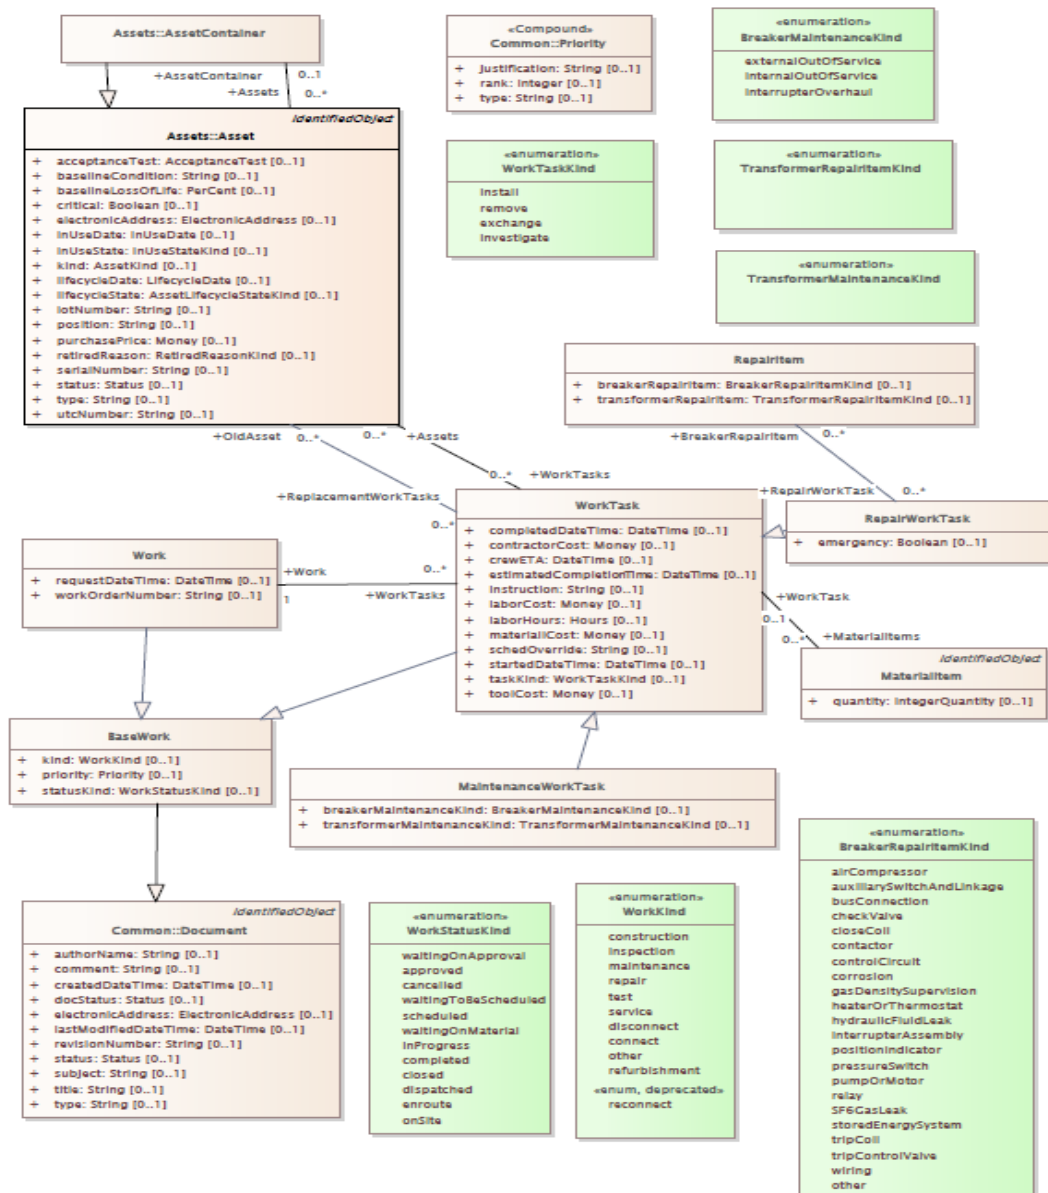 Assets::AssetContainer
+AssetContainer
0..1
+Assets
0..*
IdentifiedObject
Assets::Asset
+ acceptanceTest: AcceptanceTest [0..1]
+ baselineCondition: String [0..1]
+ baselineLossOfLife: PerCent [0..1]
+ critical: Boolean [0..1]
+ electronicAddress: ElectronicAddress [0..1]
+ inUseDate: InUseDate [0..1]
+ inUseState: InUseStateKind [0..1]
+ kind: AssetKind [0..1]
+ lifecycleDate: LifecycleDate [0..1]
+ lifecycleState: AssetLifecycleStateKind [0..1]
+ lotNumber: String [0..1]
+ position: String [0..1]
+ purchasePrice: Money [0..1]
+ retiredReason: RetiredReasonKind [0..1]
+ serialNumber: String [0..1]
+ status: Status [0..1]
+ type: String [0..1]
+ utcNumber: String [0..1]
«Compound»
Common::Priority
+ justification: String [0..1]
+ rank: Integer [0..1]
+ type: String [0..1]
«enumeration»
BreakerMaintenanceKind
externalOutOfService
internalOutOfService
interrupterOverhaul
«enumeration»
WorkTaskKind
install
remove
exchange
investigate
«enumeration»
TransformerRepairItemKind
«enumeration»
TransformerMaintenanceKind
RepairItem
+ breakerRepairItem: BreakerRepairItemKind [0..1]
+ transformerRepairItem: TransformerRepairItemKind [0..1]
+OldAsset
0..*
0..*
+Assets
+BreakerRepairItem
0..*
0..*
+WorkTasks
+ReplacementWorkTasks
0..*
+RepairWorkTask
0..*
WorkTask
+ completedDateTime: DateTime [0..1]
+ contractorCost: Money [0..1]
+ crewETA: DateTime [0..1]
+ estimatedCompletionTime: DateTime [0..1]
+ instruction: String [0..1]
+ laborCost: Money [0..1]
+ laborHours: Hours [0..1]
+ materialCost: Money [0..1]
+ schedOverride: String [0..1]
+ startedDateTime: DateTime [0..1]
+ taskKind: WorkTaskKind [0..1]
+ toolCost: Money [0..1]
RepairWorkTask
+ emergency: Boolean [0..1]
Work
+ requestDateTime: DateTime [0..1]
+ workOrderNumber: String [0..1]
+Work
0..*
1
+WorkTasks
+WorkTask
0..1
0..*
+MaterialItems
IdentifiedObject
MaterialItem
+ quantity: IntegerQuantity [0..1]
BaseWork
+ kind: WorkKind [0..1]
+ priority: Priority [0..1]
+ statusKind: WorkStatusKind [0..1]
MaintenanceWorkTask
+ breakerMaintenanceKind: BreakerMaintenanceKind [0..1]
+ transformerMaintenanceKind: TransformerMaintenanceKind [0..1]
IdentifiedObject
Common::Document
+ authorName: String [0..1]
+ comment: String [0..1]
+ createdDateTime: DateTime [0..1]
+ docStatus: Status [0..1]
+ electronicAddress: ElectronicAddress [0..1]
+ lastModifiedDateTime: DateTime [0..1]
+ revisionNumber: String [0..1]
+ status: Status [0..1]
+ subject: String [0..1]
+ title: String [0..1]
+ type: String [0..1]
«enumeration»
WorkStatusKind
waitingOnApproval
approved
cancelled
waitingToBeScheduled
scheduled
waitingOnMaterial
inProgress
completed
closed
dispatched
enroute
onSite
«enumeration»
WorkKind
construction
inspection
maintenance
repair
test
service
disconnect
connect
other
refurbishment
«enum, deprecated»
reconnect
«enumeration»
BreakerRepairItemKind
airCompressor
auxiliarySwitchAndLinkage
busConnection
checkValve
closeCoil
contactor
controlCircuit
corrosion
gasDensitySupervision
heaterOrThermostat
hydraulicFluidLeak
interrupterAssembly
positionIndicator
pressureSwitch
pumpOrMotor
relay
SF6GasLeak
storedEnergySystem
tripCoil
tripControlValve
wiring
other